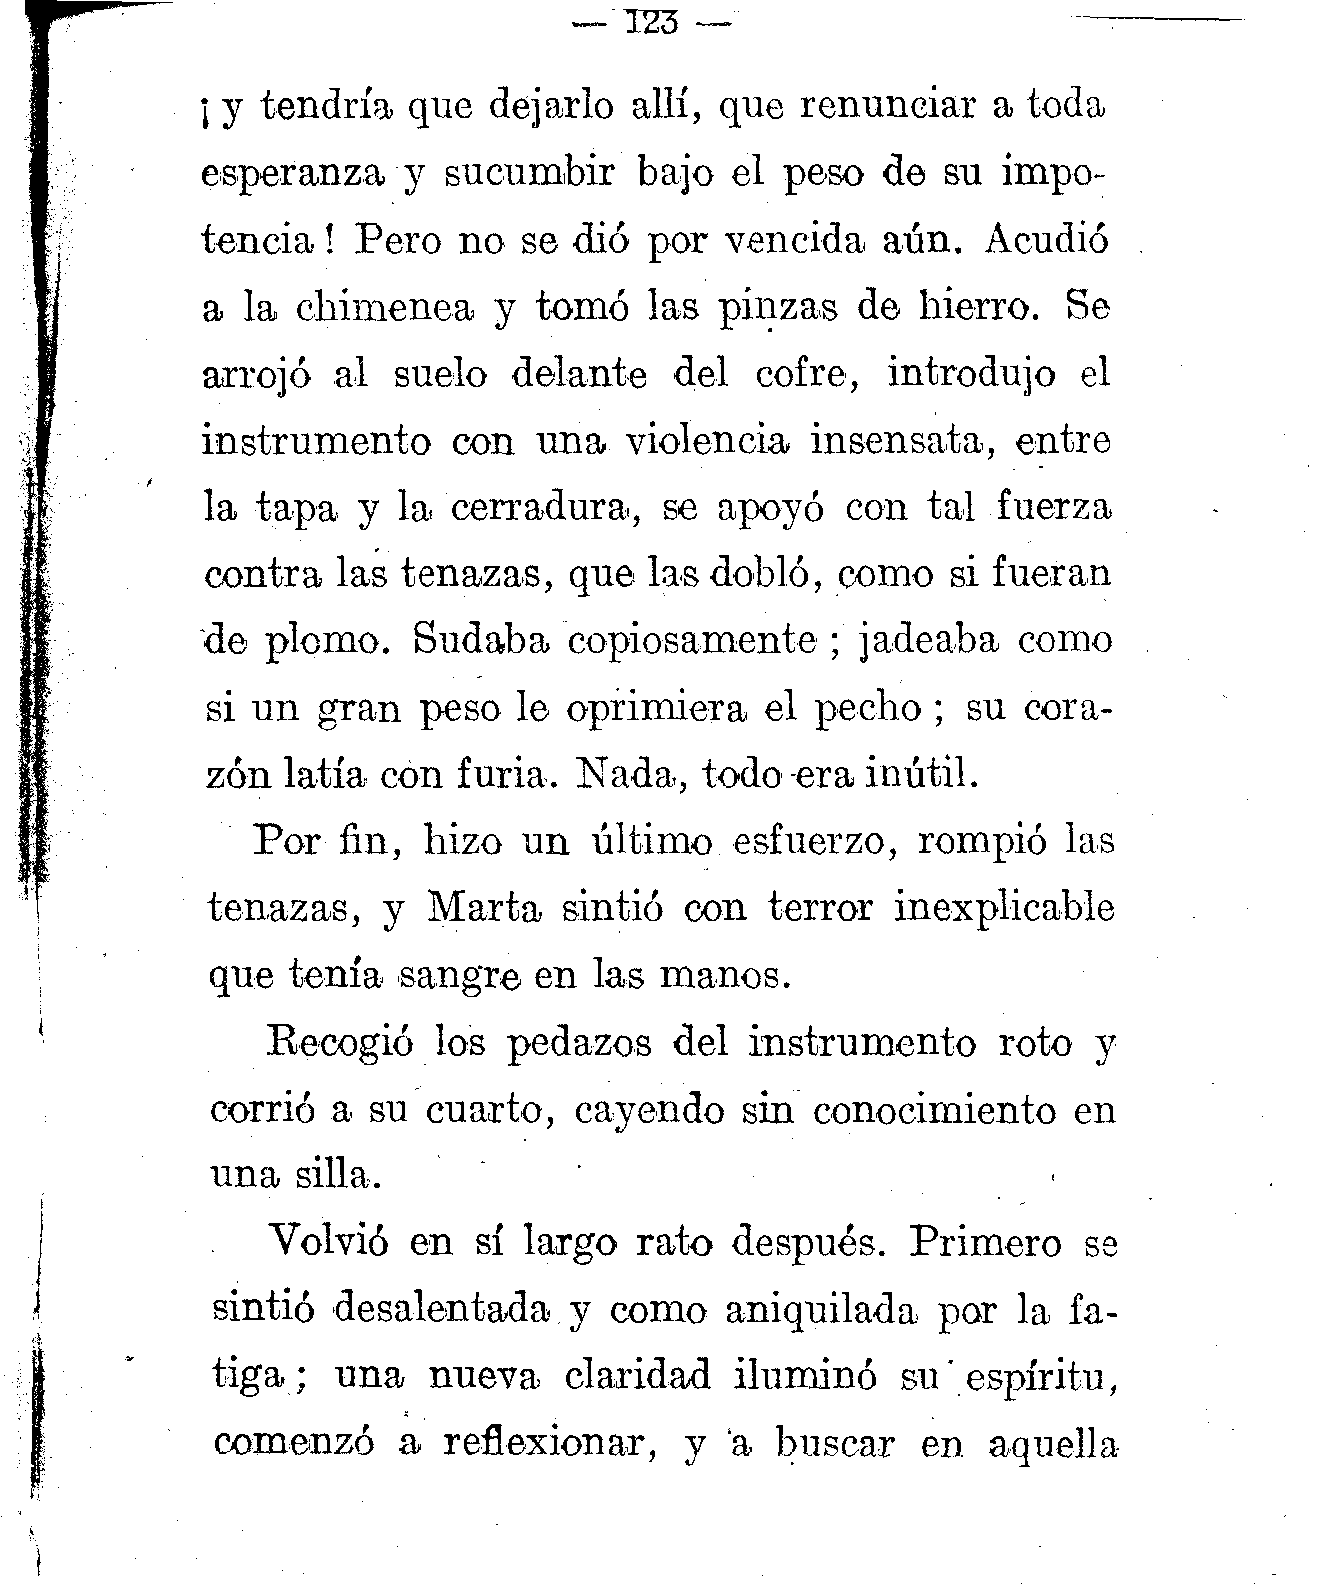 — 123 —
¡ y tendría que dejarlo allí, que renunciar a toda
esperanza y sucumbir bajo el peso de su impo-
tencia ! Pero no se dió por vencida aún. Acudió
a la chimenea y tomó las pinzas de hierro. Se
arrojó al suelo delante del cofre, introdujo el
instrumento con una violencia insensata, entre
la tapa y la cerradura, se apoyó con tal fuerza
contra las tenazas, que las dobló, como si fueran
de plomo. Sudaba copiosamente ; jadeaba como
si un gran peso le oprimiera el pecho ; su cora-
zón latía con furia. Nada, todo era inútil.
Por fin, hizo un último esfuerzo, rompió las
tenazas, y Marta sintió con terror inexplicable
que tenía sangre en las manos.
Recogió los pedazos del instrumento roto y
corrió a su cuarto, cayendo sin conocimiento en
una silla.
Volvió en sí largo rato después. Primero se
sintió desalentada y como aniquilada por la fa-
tiga ; una nueva claridad iluminó su espíritu,
comenzó a reflexionar, y a buscar en aquella